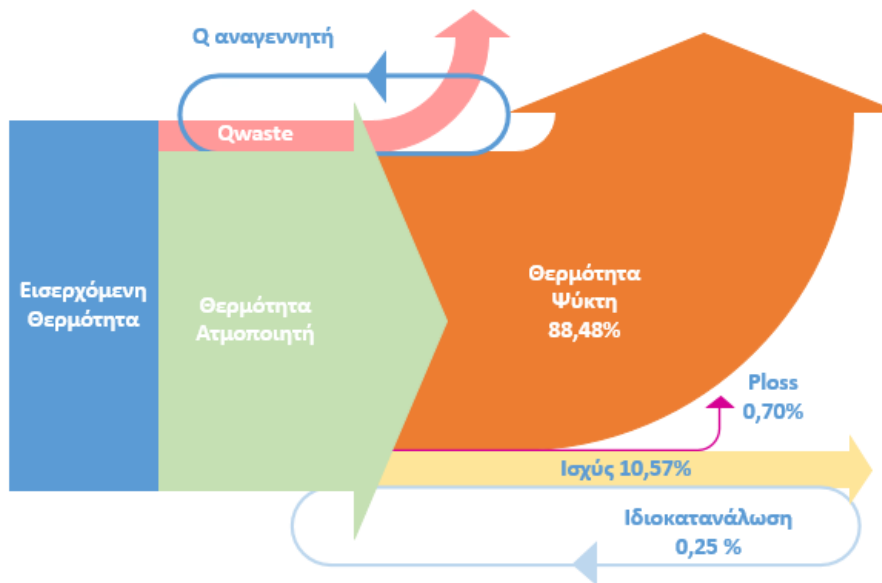 Q αναγεννητή
Qwaste
Εισερχόμενη
Θερμότητα
Θερμότητα
Ατμοποιητή
Θερμότητα
Ψύκτη
88,48%
Ploss
0,70%
Ισχύς 10,57%
Ιδιοκατανάλωση
0,25 %